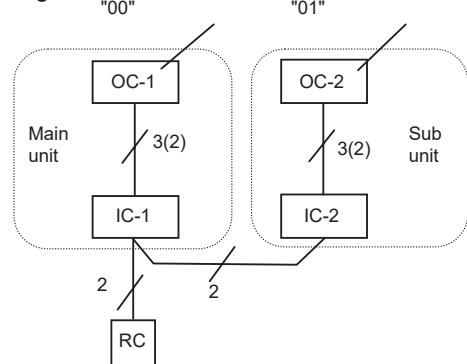 "00" "01"
OC-1 OC-2
Main unit
3(2) 3(2)
Sub unit
IC-1 IC-2
2
2
RC